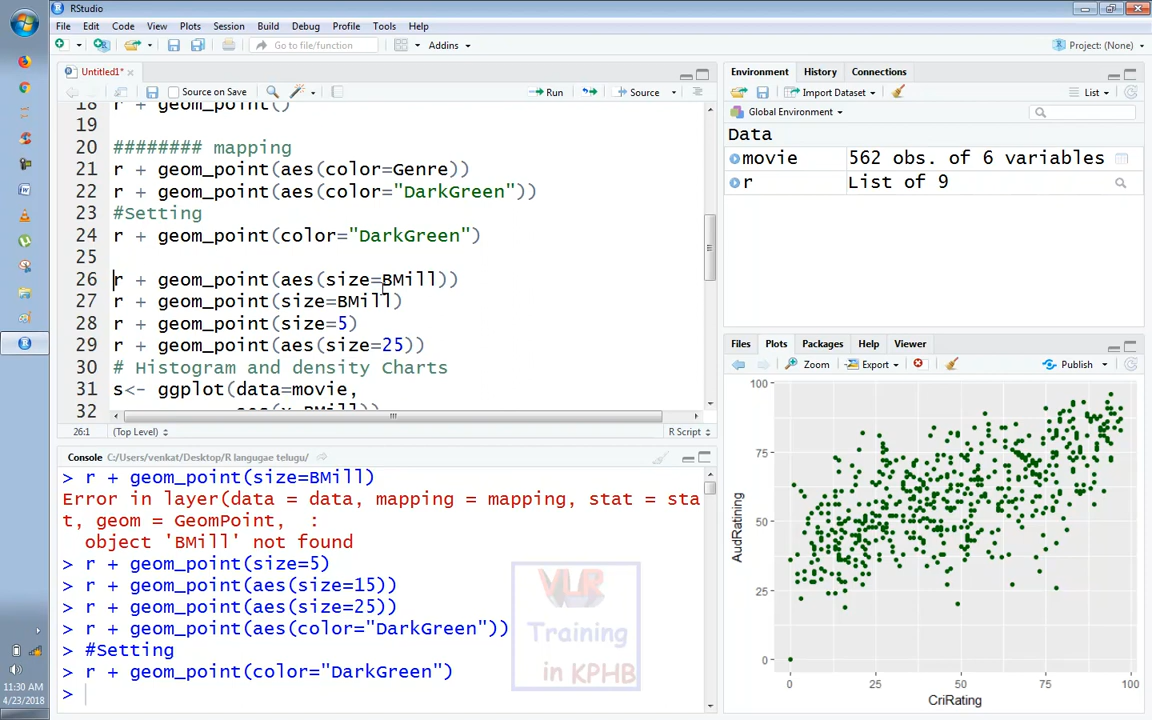 RStudio
File Edit Code View Plots Session Build Debug Profile Tools Help
Go to file/function Addins Project: (None)
Untitled1*
Source on Save Run Source
18 r + geom_point()
19
20 ######## mapping
21 r + geom_point(aes(color=Genre))
22 r + geom_point(aes(color="DarkGreen"))
23 #Setting
24 r + geom_point(color="DarkGreen")
25
26 r + geom_point(aes(size=BMill))
27 r + geom_point(size=BMill)
28 r + geom_point(size=5)
29 r + geom_point(aes(size=25))
30 # Histogram and density Charts
31 s<- ggplot(data=movie,
32 aes(x=BMill))
26:1 (Top Level) R Script
Console C:/Users/venkat/Desktop/R langugae telugu/
> r + geom_point(size=BMill)
Error in layer(data = data, mapping = mapping, stat = sta
t, geom = GeomPoint, :
object 'BMill' not found
> r + geom_point(size=5)
> r + geom_point(aes(size=15))
> r + geom_point(aes(size=25))
> r + geom_point(aes(color="DarkGreen"))
> #Setting
> r + geom_point(color="DarkGreen")
>
VLR
Training
in KPHB
Environment History Connections
Import Dataset List
Global Environment
Data
movie 562 obs. of 6 variables
r List of 9
Files Plots Packages Help Viewer
Zoom Export Publish
100
75
50
25
0
AudRatining
0 25 50 75 100
CriRating
11:30 AM
4/23/2018